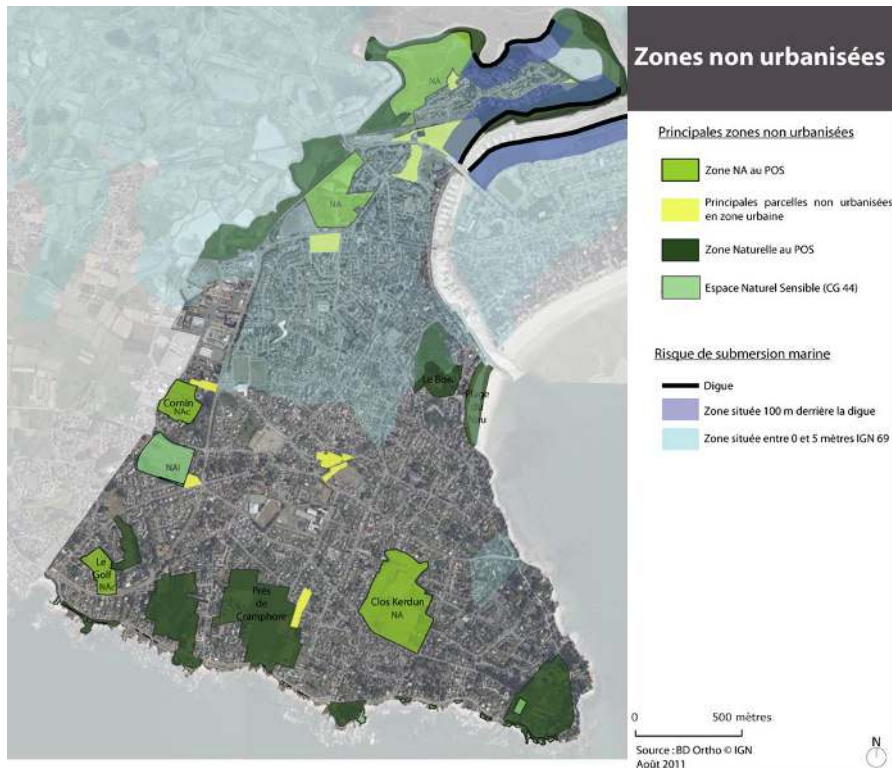 Zones non urbanisées
Principales zones non urbanisées
Zone NA au POS
Principales parcelles non urbanisées
en zone urbaine
Zone Naturelle au POS
Espace Naturel Sensible (CG 44)
Risque de submersion marine
Digue
Zone située 100 m derrière la digue
Zone située entre 0 et 5 mètres IGN 69
0 500 mètres
Source : BD Ortho © IGN
Août 2011
N
NA
NA
Le Bois
Cornin
NAc
NAl
Le
Golf
NAc
Prés
de
Cramphore
Clos Kerdun
NA